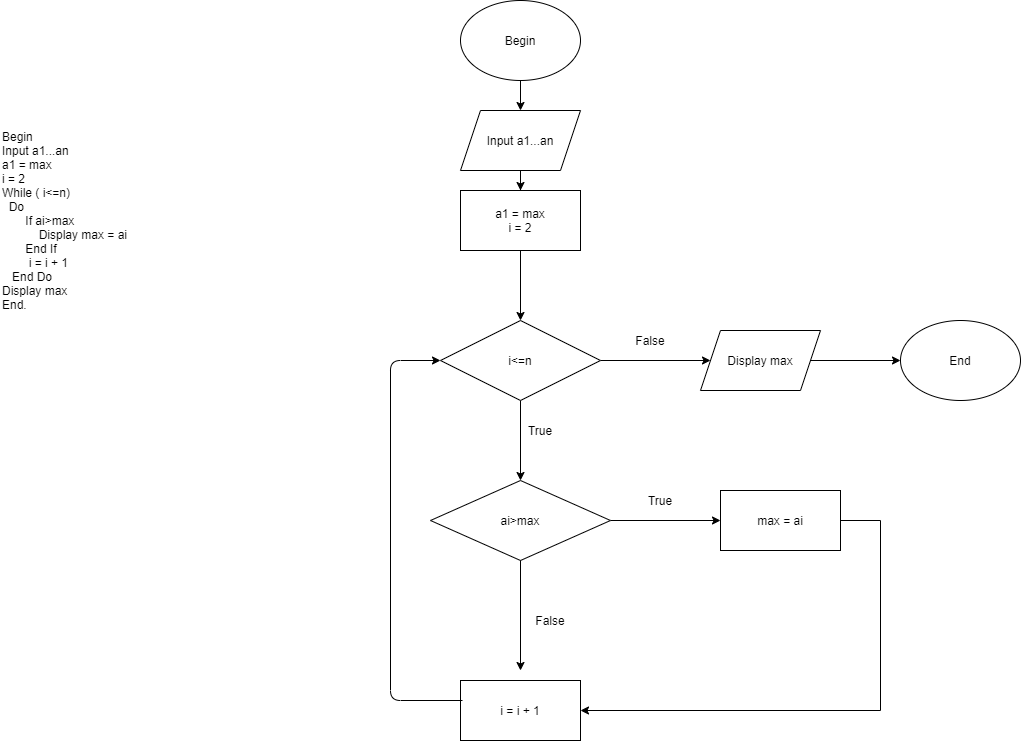 Begin
Input a1...an
a1 = max
i = 2
While ( i<=n)
Do
If ai>max
Display max = ai
End If
i = i + 1
End Do
Display max
End.
Begin
Input a1...an
a1 = max
i = 2
i<=n
False
Display max
End
True
ai>max
True
max = ai
False
i = i + 1